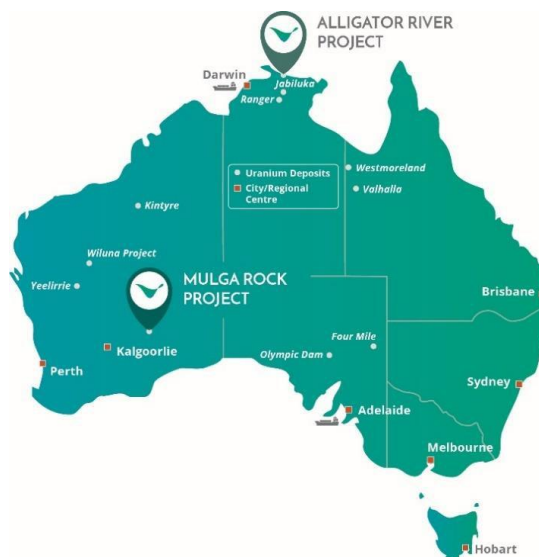 ALLIGATOR RIVER
PROJECT
Darwin
Jabiluka
Ranger
Uranium Deposits
City/Regional
Centre
Westmoreland
Valhalla
Kintyre
Wiluna Project
MULGA ROCK
PROJECT
Yeelirrie
Brisbane
Four Mile
Kalgoorlie
Olympic Dam
Perth
Sydney
Adelaide
Melbourne
Hobart